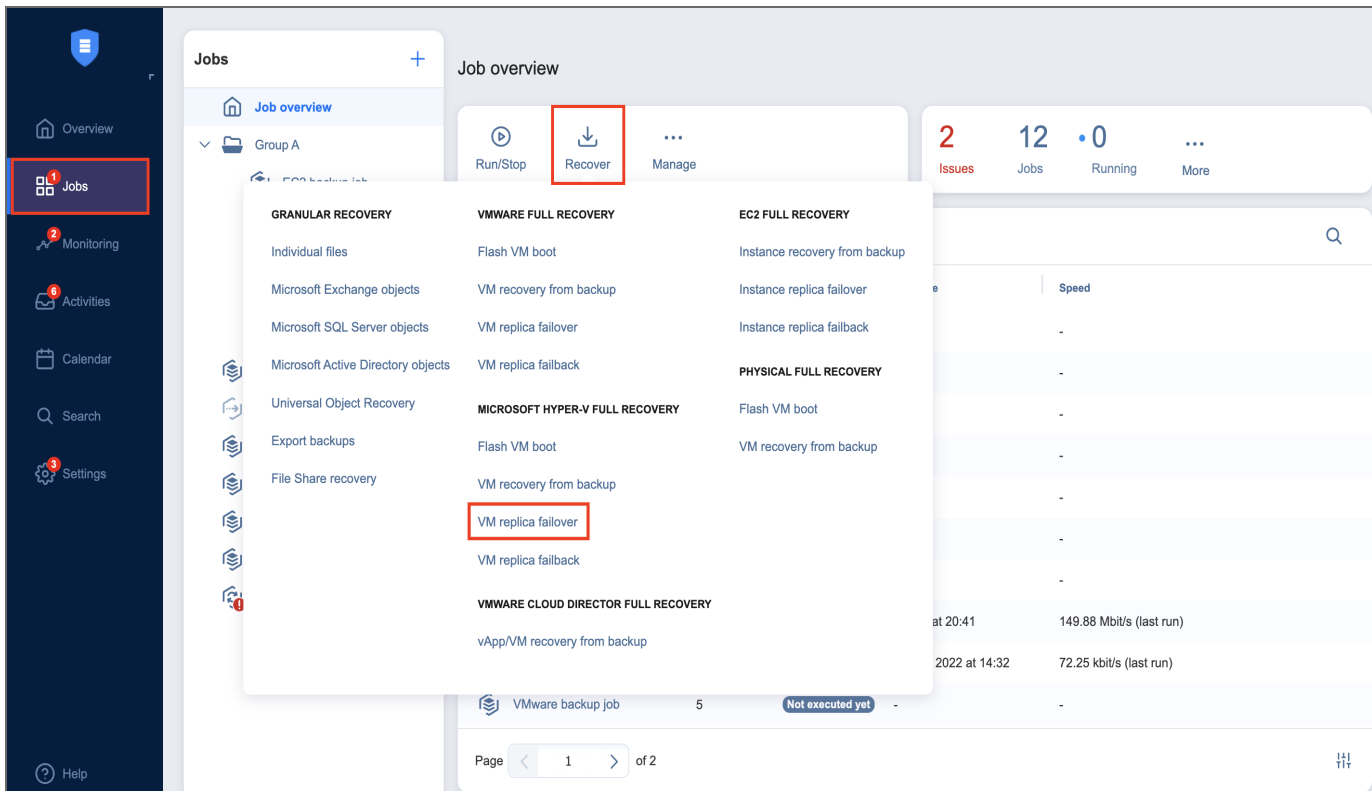 Overview
1
Jobs
2
Monitoring
6
Activities
Calendar
Search
3
Settings
Help
Jobs
Job overview
Group A
EC2 backup job
Job overview
Run/Stop
Recover
Manage
2
Issues
12
Jobs
0
Running
More
GRANULAR RECOVERY
Individual files
Microsoft Exchange objects
Microsoft SQL Server objects
Microsoft Active Directory objects
Universal Object Recovery
Export backups
File Share recovery
VMWARE FULL RECOVERY
Flash VM boot
VM recovery from backup
VM replica failover
VM replica failback
MICROSOFT HYPER-V FULL RECOVERY
Flash VM boot
VM recovery from backup
VM replica failover
VM replica failback
VMWARE CLOUD DIRECTOR FULL RECOVERY
vApp/VM recovery from backup
EC2 FULL RECOVERY
Instance recovery from backup
Instance replica failover
Instance replica failback
PHYSICAL FULL RECOVERY
Flash VM boot
VM recovery from backup
e Speed
-
-
-
-
-
-
-
at 20:41 149.88 Mbit/s (last run)
2022 at 14:32 72.25 kbit/s (last run)
VMware backup job 5 Not executed yet - -
Page 1 of 2